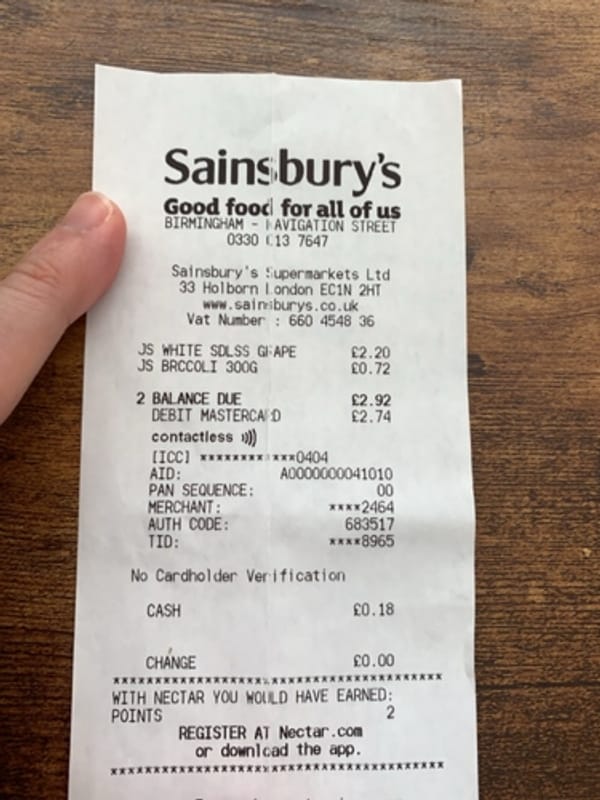 Sainsbury's
Good food for all of us
BIRMINGHAM - NAVIGATION STREET
0330 013 7647
Sainsbury's Supermarkets Ltd
33 Holborn London EC1N 2HT
www.sainsburys.co.uk
Vat Number : 660 4548 36
JS WHITE SDLSS GRAPE £2.20
JS BROCOLI 300G £0.72
2 BALANCE DUE £2.92
DEBIT MASTERCARD £2.74
contactless
[ICC] ************0404
AID: A0000000041010
PAN SEQUENCE: 00
MERCHANT: ****2464
AUTH CODE: 683517
TID: ****8965
No Cardholder Verification
CASH £0.18
CHANGE £0.00
*****************************************
WITH NECTAR YOU WOULD HAVE EARNED:
POINTS 2
REGISTER AT Nectar.com
or download the app.
*****************************************